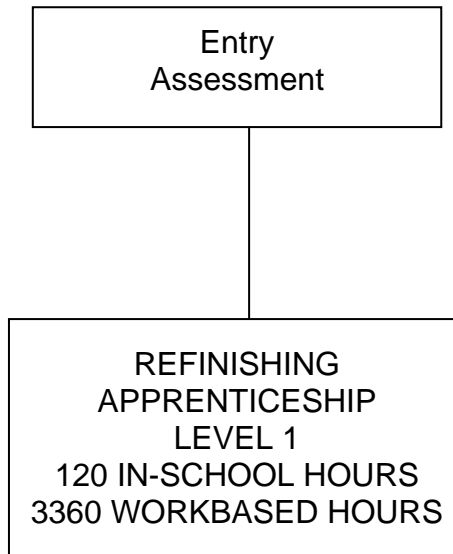 Entry
Assessment
REFINISHING
APPRENTICESHIP
LEVEL 1
120 IN-SCHOOL HOURS
3360 WORKBASED HOURS